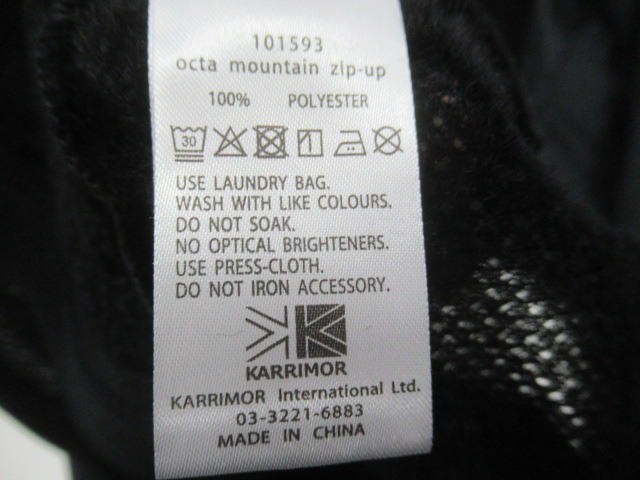 101593
octa mountain zip-up
100% POLYESTER
30
USE LAUNDRY BAG.
WASH WITH LIKE COLOURS.
DO NOT SOAK.
NO OPTICAL BRIGHTENERS.
USE PRESS-CLOTH.
DO NOT IRON ACCESSORY.
KARRIMOR
KARRIMOR International Ltd.
03-3221-6883
MADE IN CHINA